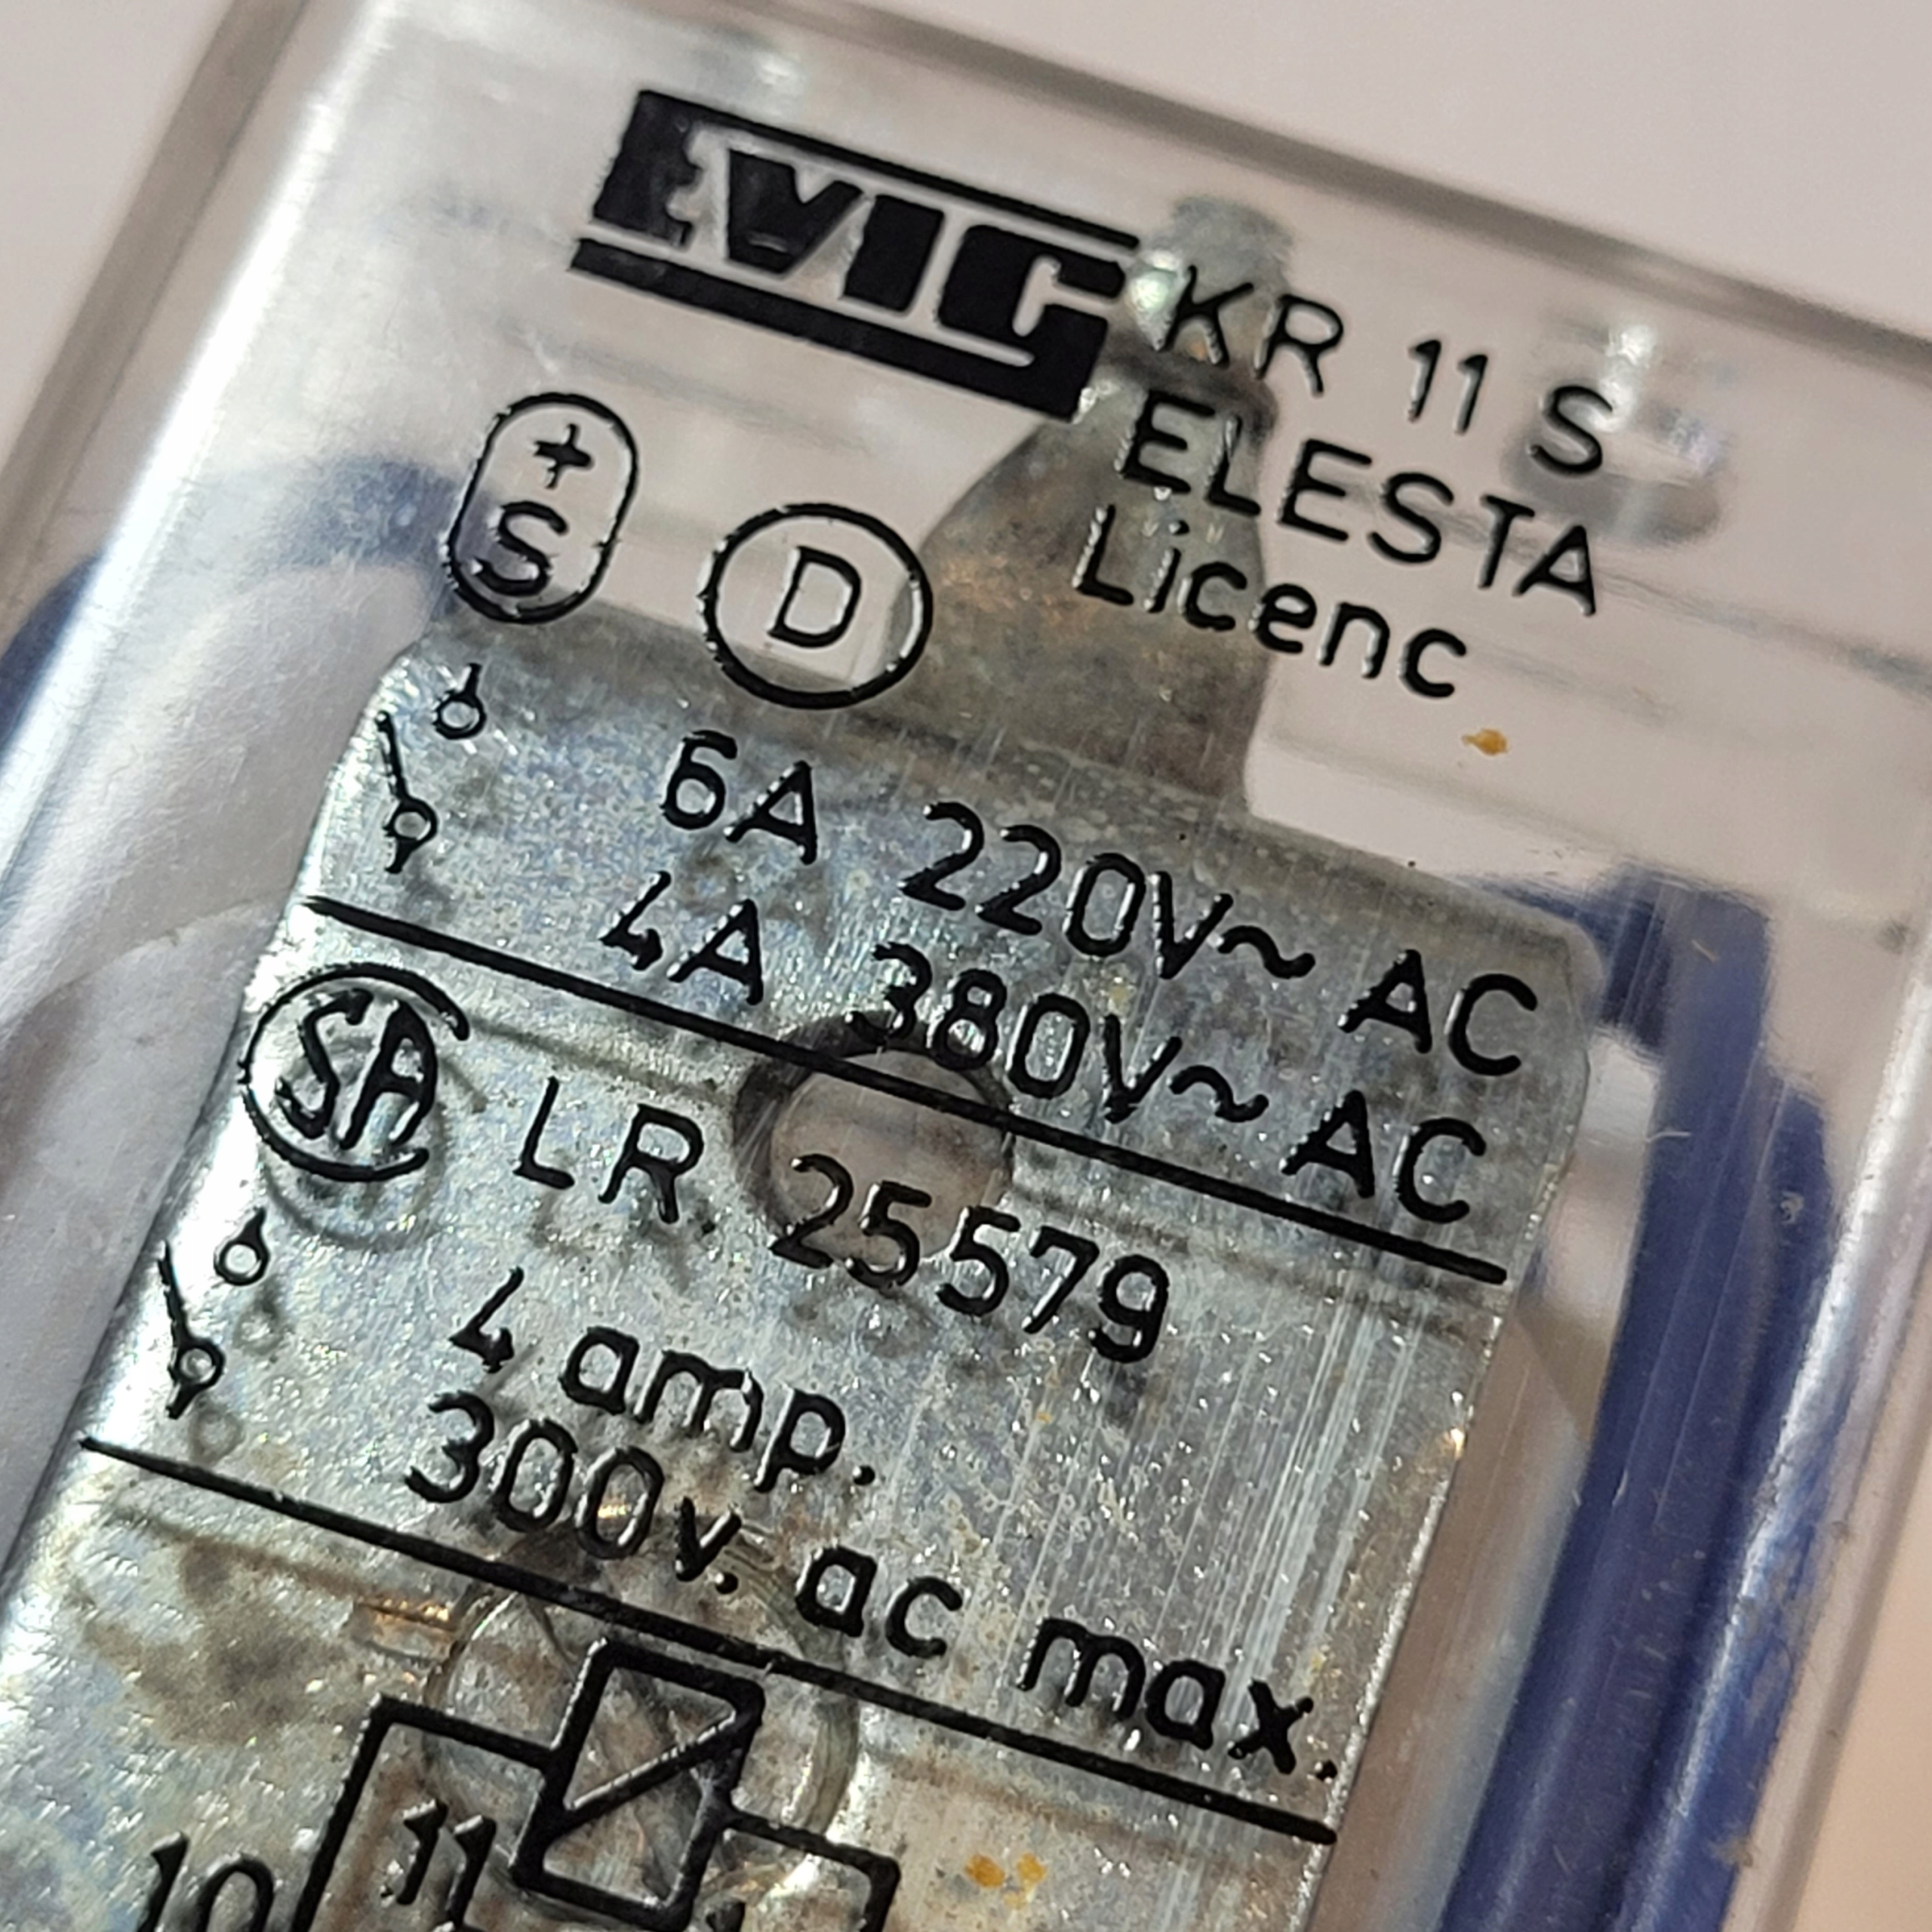 EVIG
KR 11 S
ELESTA
Licenc
+
S
D
6A 220V~ AC
4A 380V~ AC
SA LR 25579
4 amp.
300v. ac max.
10 11